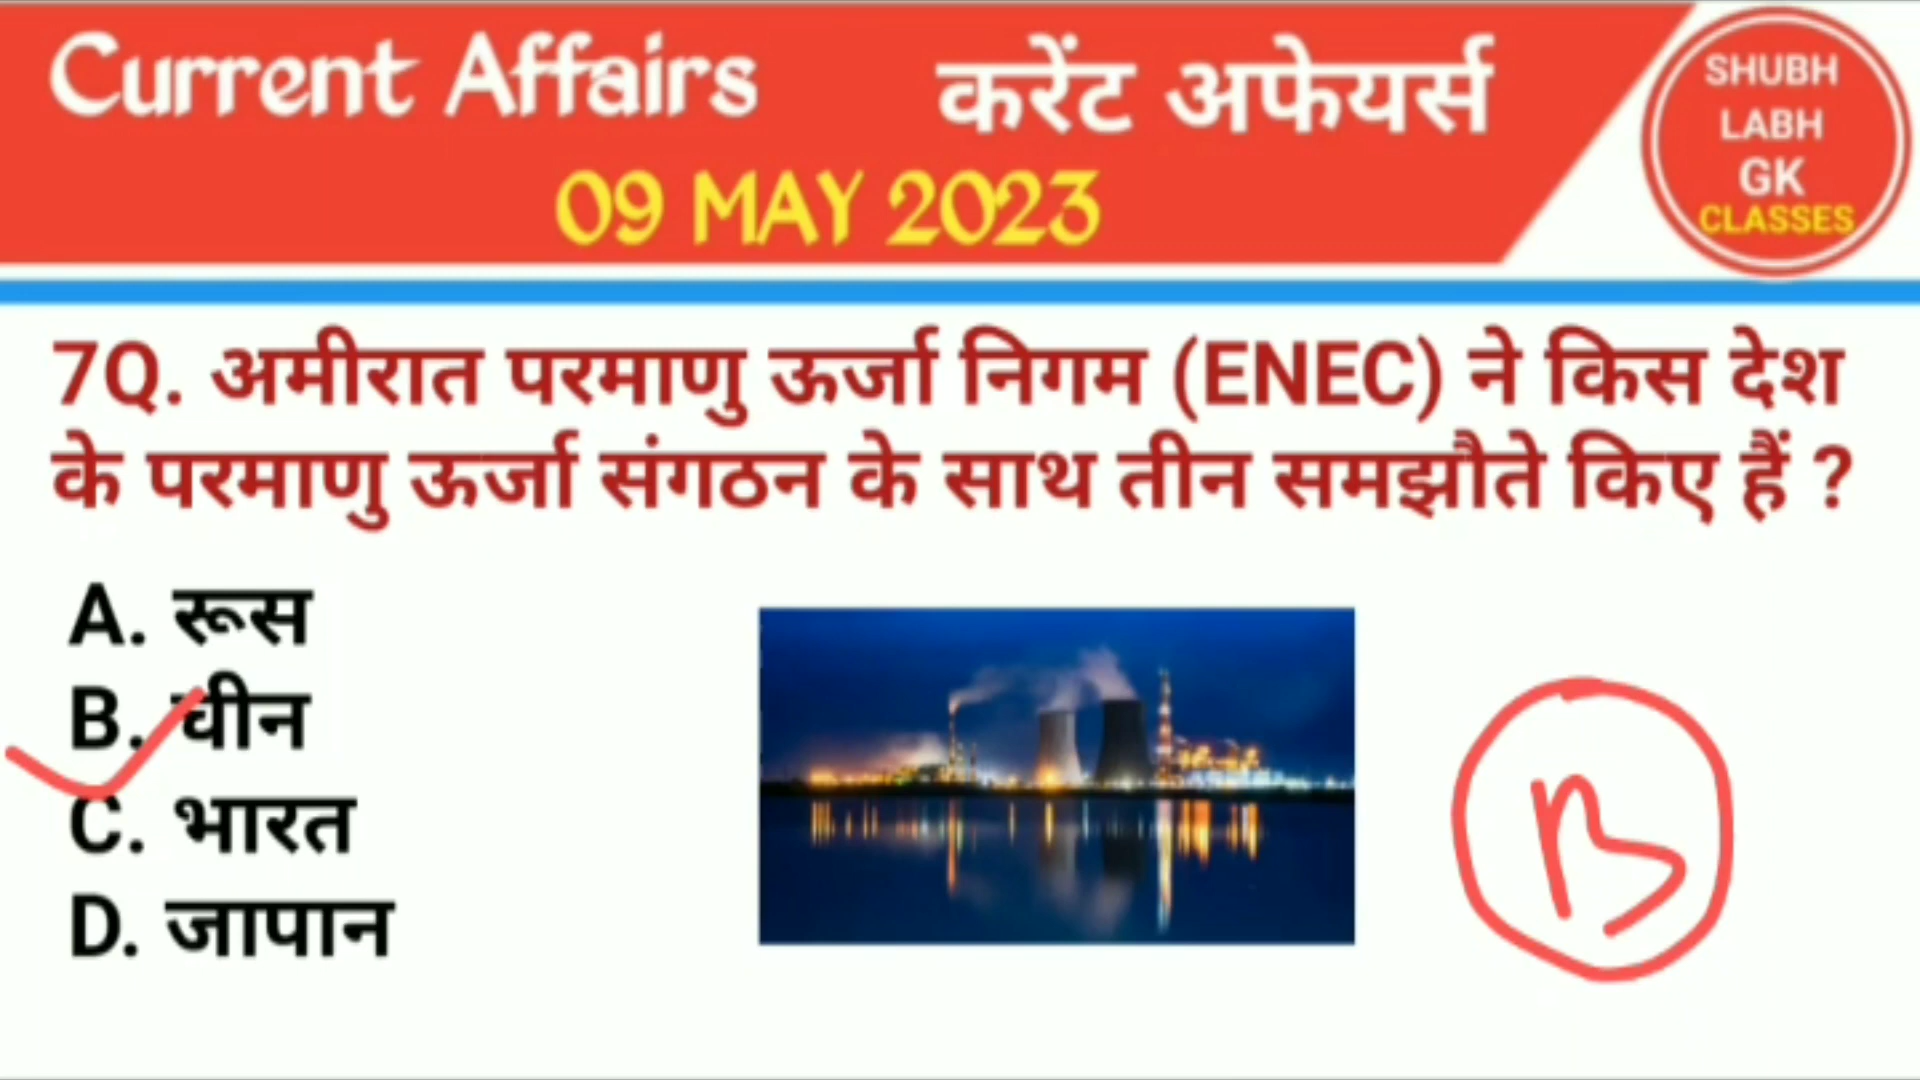 Current Affairs करेंट अफेयर्स
09 MAY 2023
SHUBH
LABH
GK
CLASSES
7Q. अमीरात परमाणु ऊर्जा निगम (ENEC) ने किस देश
के परमाणु ऊर्जा संगठन के साथ तीन समझौते किए हैं ?
A. रूस
B. चीन
C. भारत
D. जापान
B